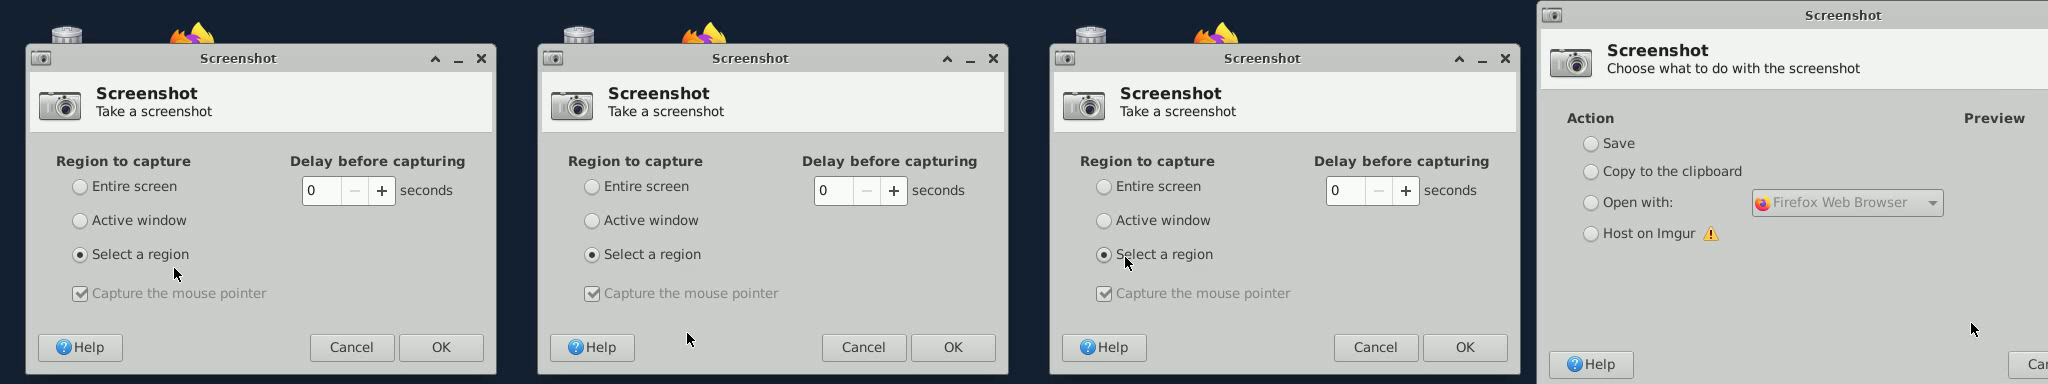 Screenshot
Screenshot
Take a screenshot
Region to capture
Delay before capturing
Entire screen
0 − + seconds
Active window
Select a region
Capture the mouse pointer
Help
Cancel
OK
Screenshot
Screenshot
Take a screenshot
Region to capture
Delay before capturing
Entire screen
0 − + seconds
Active window
Select a region
Capture the mouse pointer
Help
Cancel
OK
Screenshot
Screenshot
Take a screenshot
Region to capture
Delay before capturing
Entire screen
0 − + seconds
Active window
Select a region
Capture the mouse pointer
Help
Cancel
OK
Screenshot
Screenshot
Choose what to do with the screenshot
Action
Preview
Save
Copy to the clipboard
Open with:
Firefox Web Browser
Host on Imgur
Help